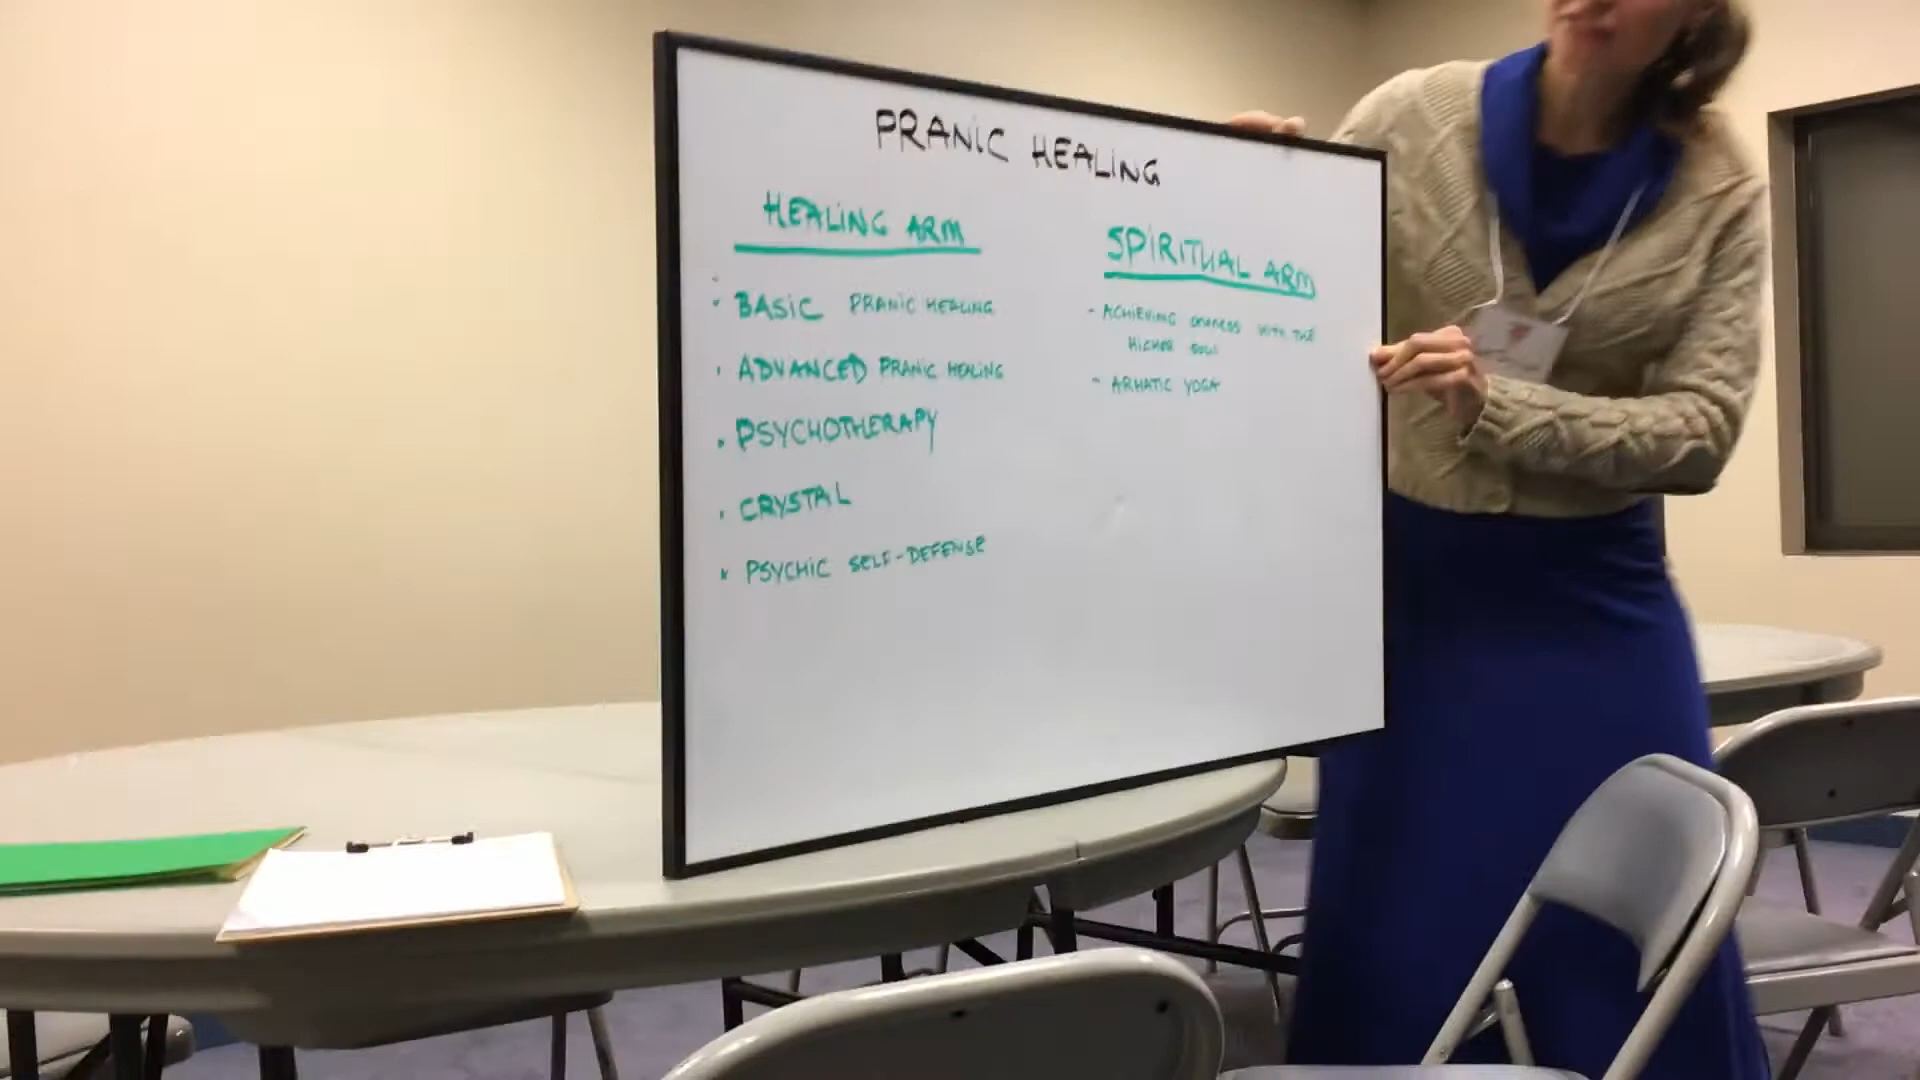 PRANIC HEALING
HEALING ARM
• BASIC PRANIC HEALING
• ADVANCED PRANIC HEALING
• PSYCHOTHERAPY
• CRYSTAL
• PSYCHIC SELF-DEFENSE
SPIRITUAL ARM
- ACHIEVING ONENESS WITH THE
HIGHER SOUL
- ARHATIC YOGA